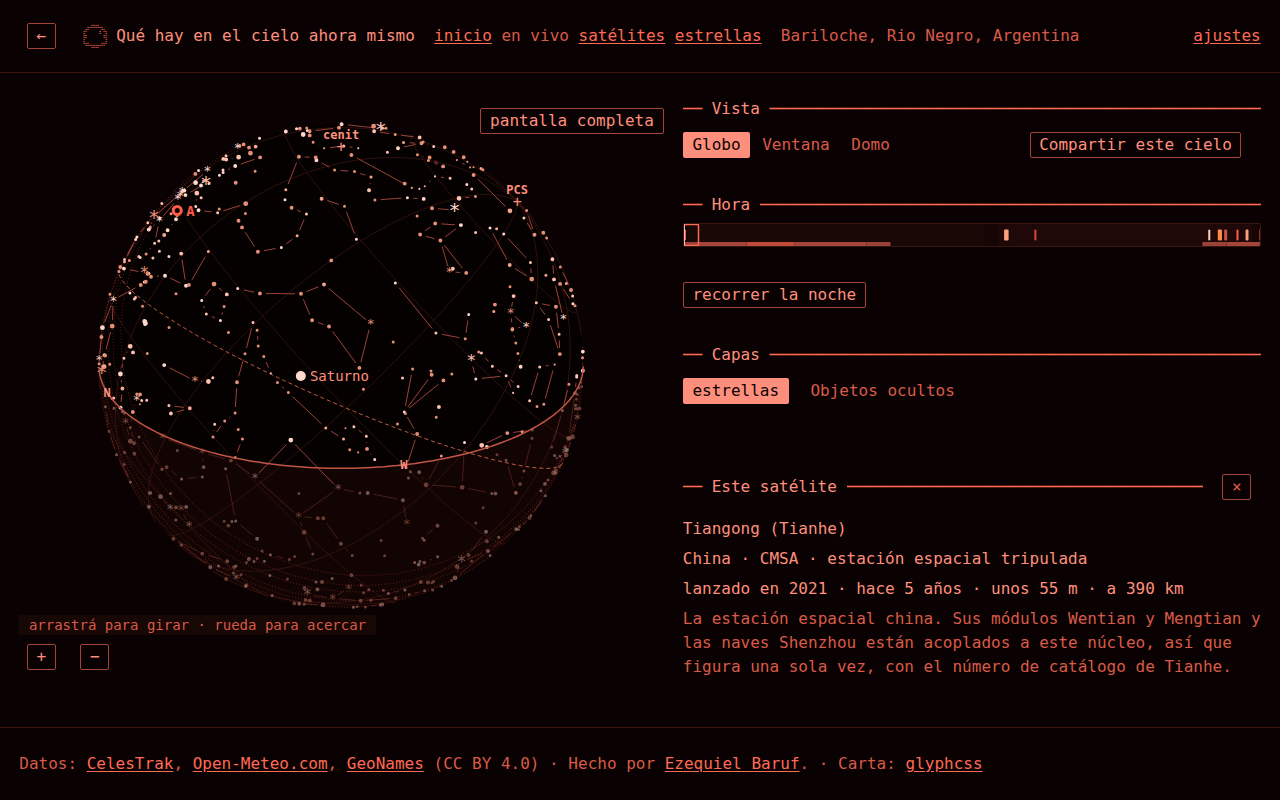 ← Qué hay en el cielo ahora mismo inicio en vivo satélites estrellas Bariloche, Rio Negro, Argentina ajustes
pantalla completa
cenit
PCS
A
Saturno
N
W
arrastrá para girar · rueda para acercar
+ −
Vista
Globo Ventana Domo Compartir este cielo
Hora
recorrer la noche
Capas
estrellas Objetos ocultos
Este satélite ×
Tiangong (Tianhe)
China · CMSA · estación espacial tripulada
lanzado en 2021 · hace 5 años · unos 55 m · a 390 km
La estación espacial china. Sus módulos Wentian y Mengtian y
las naves Shenzhou están acoplados a este núcleo, así que
figura una sola vez, con el número de catálogo de Tianhe.
Datos: CelesTrak, Open-Meteo.com, GeoNames (CC BY 4.0) · Hecho por Ezequiel Baruf. · Carta: glyphcss